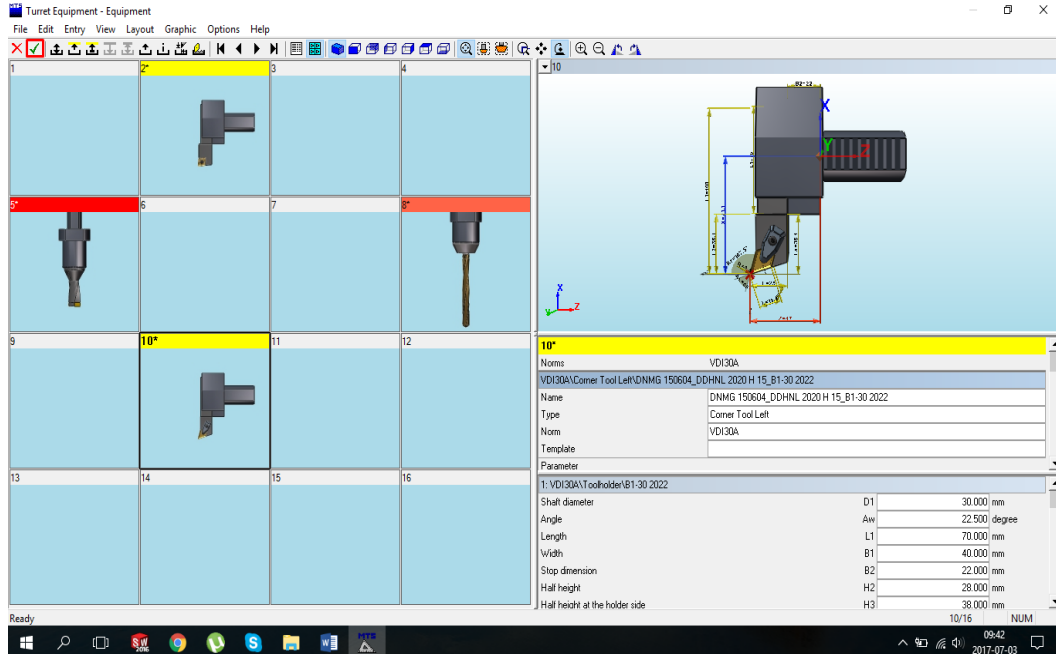 MTS Turret Equipment - Equipment
File Edit Entry View Layout Graphic Options Help
1 2* 3 4
10
B2=22
X
Y Z
5* 6 7 8*
X
Y Z
9 10* 11 12
10*
Norms VDI30A
VDI30A\Corner Tool Left\DNMG 150604_DDHNL 2020 H 15_B1-30 2022
Name DNMG 150604_DDHNL 2020 H 15_B1-30 2022
Type Corner Tool Left
Norm VDI30A
Template
Parameter
13 14 15 16
1: VDI30A\Toolholder\B1-30 2022
Shaft diameter D1 30.000 mm
Angle Aw 22.500 degree
Length L1 70.000 mm
Width B1 40.000 mm
Stop dimension B2 22.000 mm
Half height H2 28.000 mm
Half height at the holder side H3 38.000 mm
Ready 10/16 NUM
SW 2016 W MTS
09:42
2017-07-03